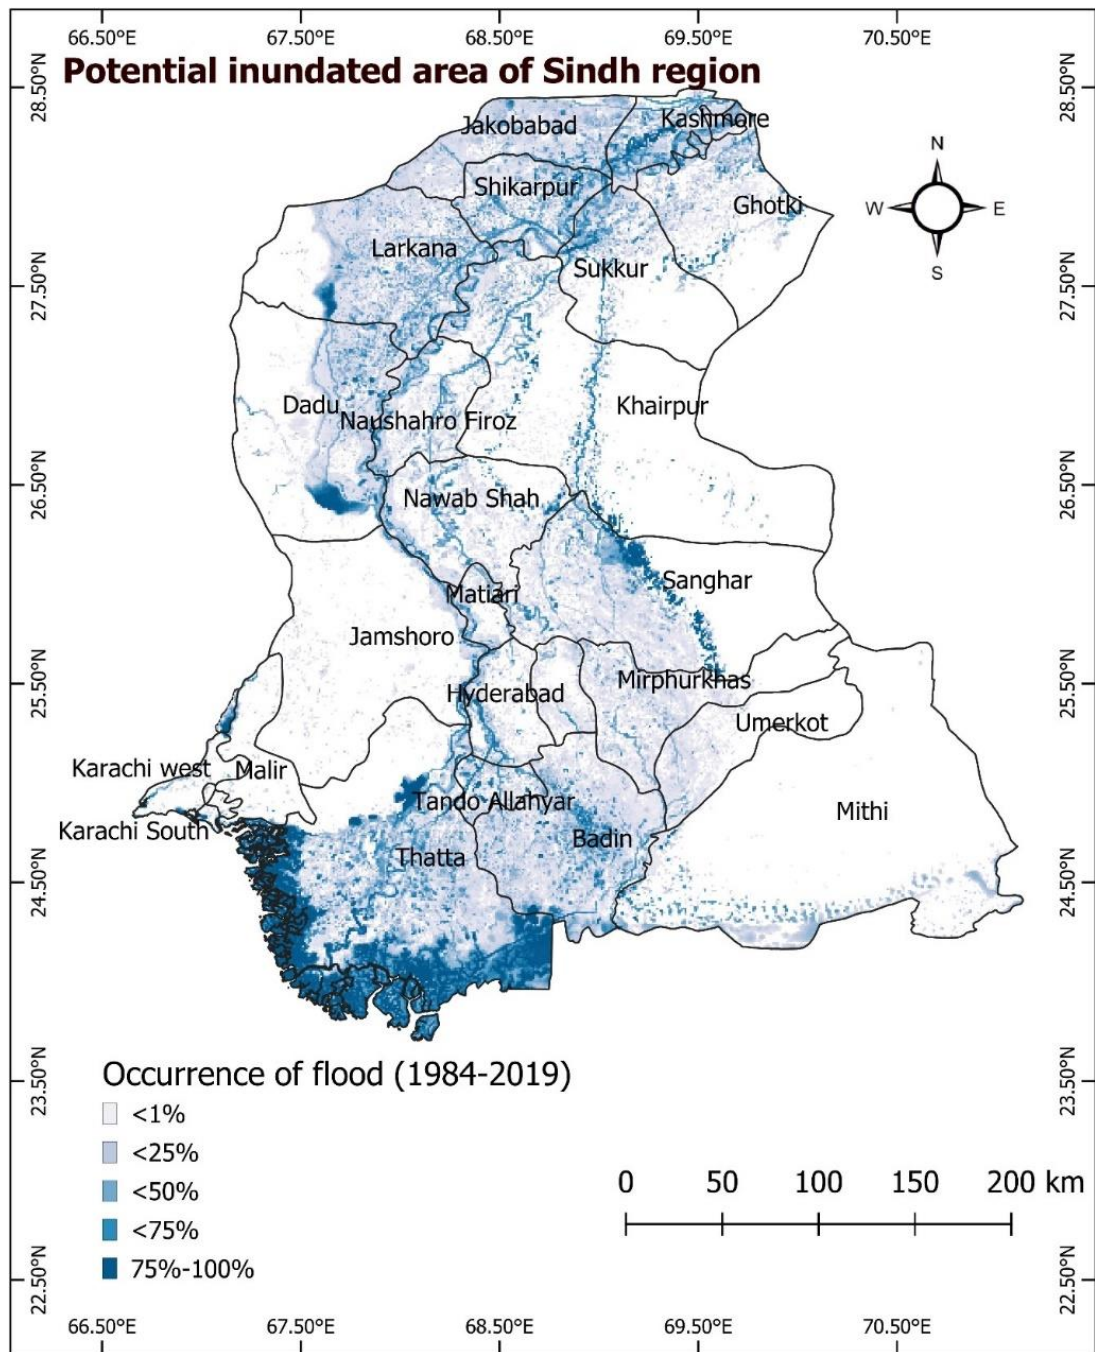 66.50°E 67.50°E 68.50°E 69.50°E 70.50°E
Potential inundated area of Sindh region
28.50°N 28.50°N
Jakobabad
Kashmore
N
Shikarpur
Ghotki
W E
Larkana
S
Sukkur
27.50°N 27.50°N
Dadu
Khairpur
Naushahro Firoz
26.50°N 26.50°N
Nawab Shah
Sanghar
Matiari
Jamshoro
25.50°N 25.50°N
Mirphurkhas
Hyderabad
Umerkot
Karachi west
Malir
Tando Allahyar
Mithi
Karachi South
Badin
Thatta
24.50°N 24.50°N
23.50°N 23.50°N
Occurrence of flood (1984-2019)
<1%
<25%
<50%
<75%
75%-100%
0 50 100 150 200 km
22.50°N 22.50°N
66.50°E 67.50°E 68.50°E 69.50°E 70.50°E